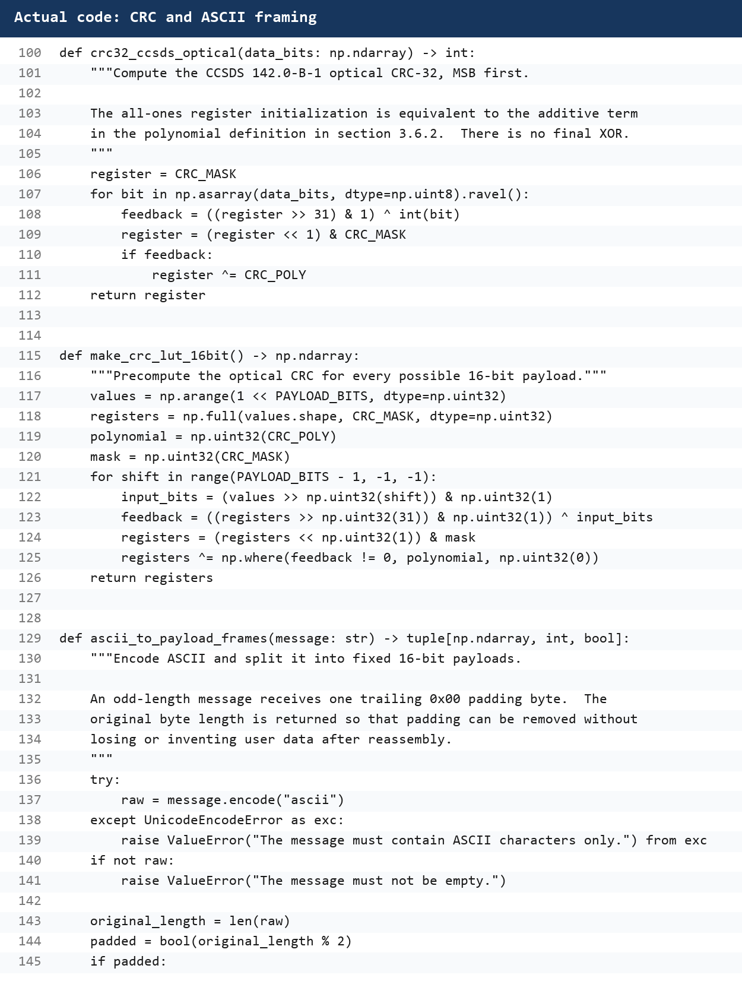 Actual code: CRC and ASCII framing
100 def crc32_ccsds_optical(data_bits: np.ndarray) -> int:
101     """Compute the CCSDS 142.0-B-1 optical CRC-32, MSB first.
102
103     The all-ones register initialization is equivalent to the additive term
104     in the polynomial definition in section 3.6.2.  There is no final XOR.
105     """
106     register = CRC_MASK
107     for bit in np.asarray(data_bits, dtype=np.uint8).ravel():
108         feedback = ((register >> 31) & 1) ^ int(bit)
109         register = (register << 1) & CRC_MASK
110         if feedback:
111             register ^= CRC_POLY
112     return register
113
114
115 def make_crc_lut_16bit() -> np.ndarray:
116     """Precompute the optical CRC for every possible 16-bit payload."""
117     values = np.arange(1 << PAYLOAD_BITS, dtype=np.uint32)
118     registers = np.full(values.shape, CRC_MASK, dtype=np.uint32)
119     polynomial = np.uint32(CRC_POLY)
120     mask = np.uint32(CRC_MASK)
121     for shift in range(PAYLOAD_BITS - 1, -1, -1):
122         input_bits = (values >> np.uint32(shift)) & np.uint32(1)
123         feedback = ((registers >> np.uint32(31)) & np.uint32(1)) ^ input_bits
124         registers = (registers << np.uint32(1)) & mask
125         registers ^= np.where(feedback != 0, polynomial, np.uint32(0))
126     return registers
127
128
129 def ascii_to_payload_frames(message: str) -> tuple[np.ndarray, int, bool]:
130     """Encode ASCII and split it into fixed 16-bit payloads.
131
132     An odd-length message receives one trailing 0x00 padding byte.  The
133     original byte length is returned so that padding can be removed without
134     losing or inventing user data after reassembly.
135     """
136     try:
137         raw = message.encode("ascii")
138     except UnicodeEncodeError as exc:
139         raise ValueError("The message must contain ASCII characters only.") from exc
140     if not raw:
141         raise ValueError("The message must not be empty.")
142
143     original_length = len(raw)
144     padded = bool(original_length % 2)
145     if padded: